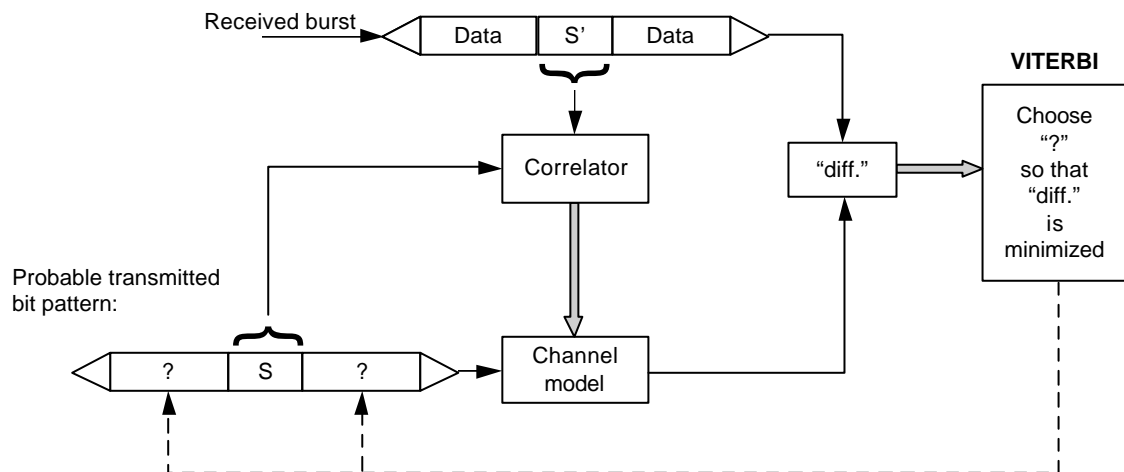 Received burst
Data
S’
Data
VITERBI
Choose
“?”
so that
“diff.”
is
minimized
Correlator
“diff.”
Probable transmitted
bit pattern:
?
S
?
Channel
model